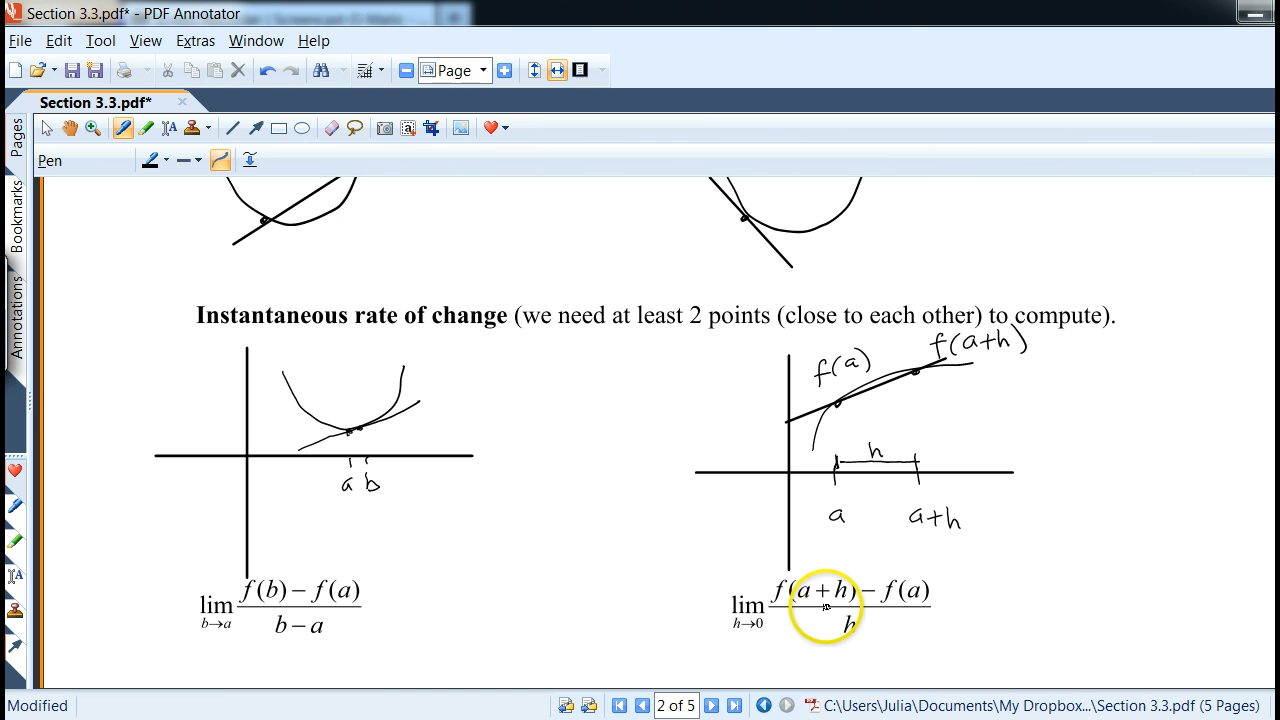 Section 3.3.pdf* - PDF Annotator
File Edit Tool View Extras Window Help
Page
Section 3.3.pdf*
Pen
Pages
Bookmarks
Annotations
Instantaneous rate of change (we need at least 2 points (close to each other) to compute).
f(a) f(a+h)
h
a b
a a+h
lim b→a f(b) − f(a) / b − a
lim h→0 f(a + h) − f(a) / h
Modified 2 of 5 C:\Users\Julia\Documents\My Dropbox...\Section 3.3.pdf (5 Pages)